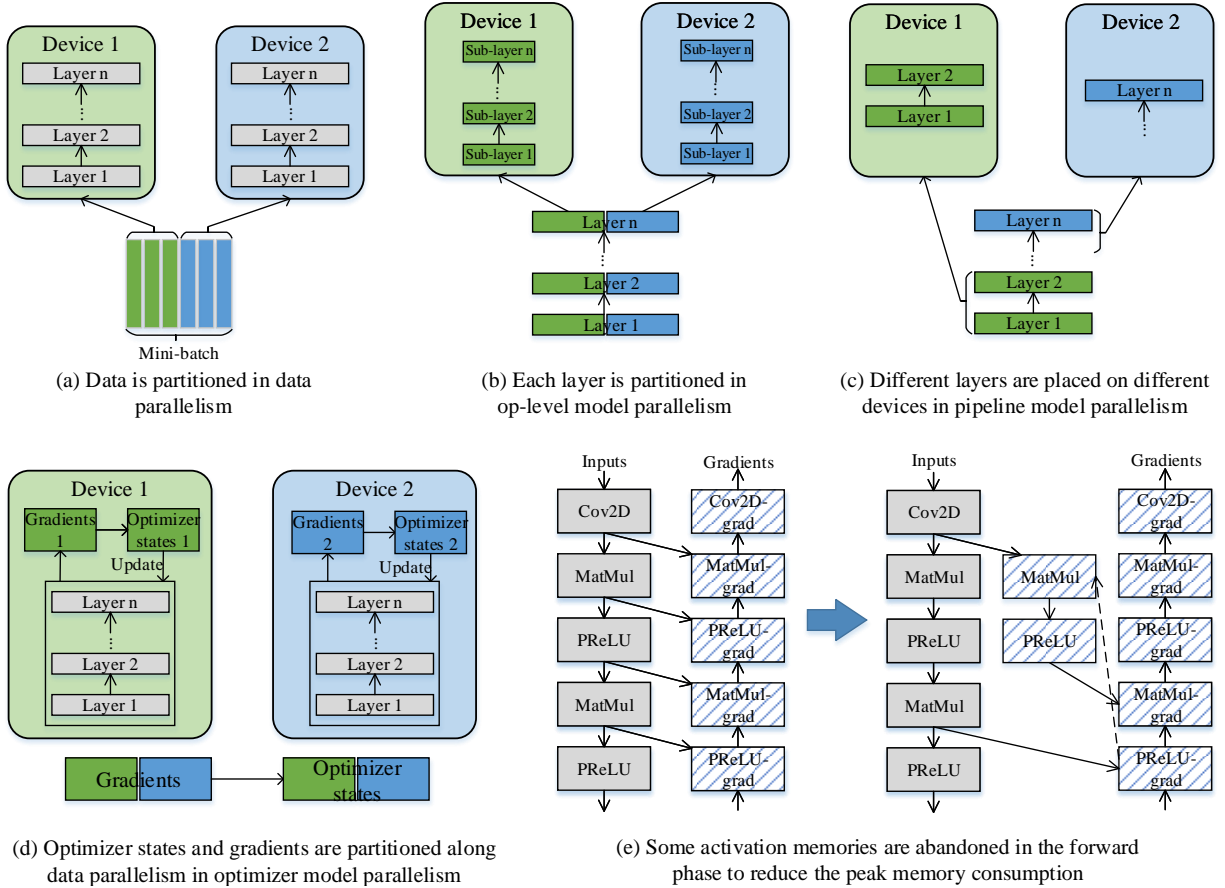 Device 1
Layer n
...
Layer 2
Layer 1
Device 2
Layer n
...
Layer 2
Layer 1
Mini-batch
(a) Data is partitioned in data
parallelism
Device 1
Sub-layer n
...
Sub-layer 2
Sub-layer 1
Device 2
Sub-layer n
...
Sub-layer 2
Sub-layer 1
Layer n
...
Layer 2
Layer 1
(b) Each layer is partitioned in
op-level model parallelism
Device 1
Layer 2
Layer 1
Device 2
Layer n
...
Layer n
...
Layer 2
Layer 1
(c) Different layers are placed on different
devices in pipeline model parallelism
Device 1
Gradients
1
Optimizer
states 1
Update
Layer n
...
Layer 2
Layer 1
Device 2
Gradients
2
Optimizer
states 2
Update
Layer n
...
Layer 2
Layer 1
Gradients
Optimizer
states
(d) Optimizer states and gradients are partitioned along
data parallelism in optimizer model parallelism
Inputs
Cov2D
MatMul
PReLU
MatMul
PReLU
Gradients
Cov2D-
grad
MatMul-
grad
PReLU-
grad
MatMul-
grad
PReLU-
grad
Inputs
Cov2D
MatMul
PReLU
MatMul
PReLU
MatMul
PReLU
Gradients
Cov2D-
grad
MatMul-
grad
PReLU-
grad
MatMul-
grad
PReLU-
grad
(e) Some activation memories are abandoned in the forward
phase to reduce the peak memory consumption